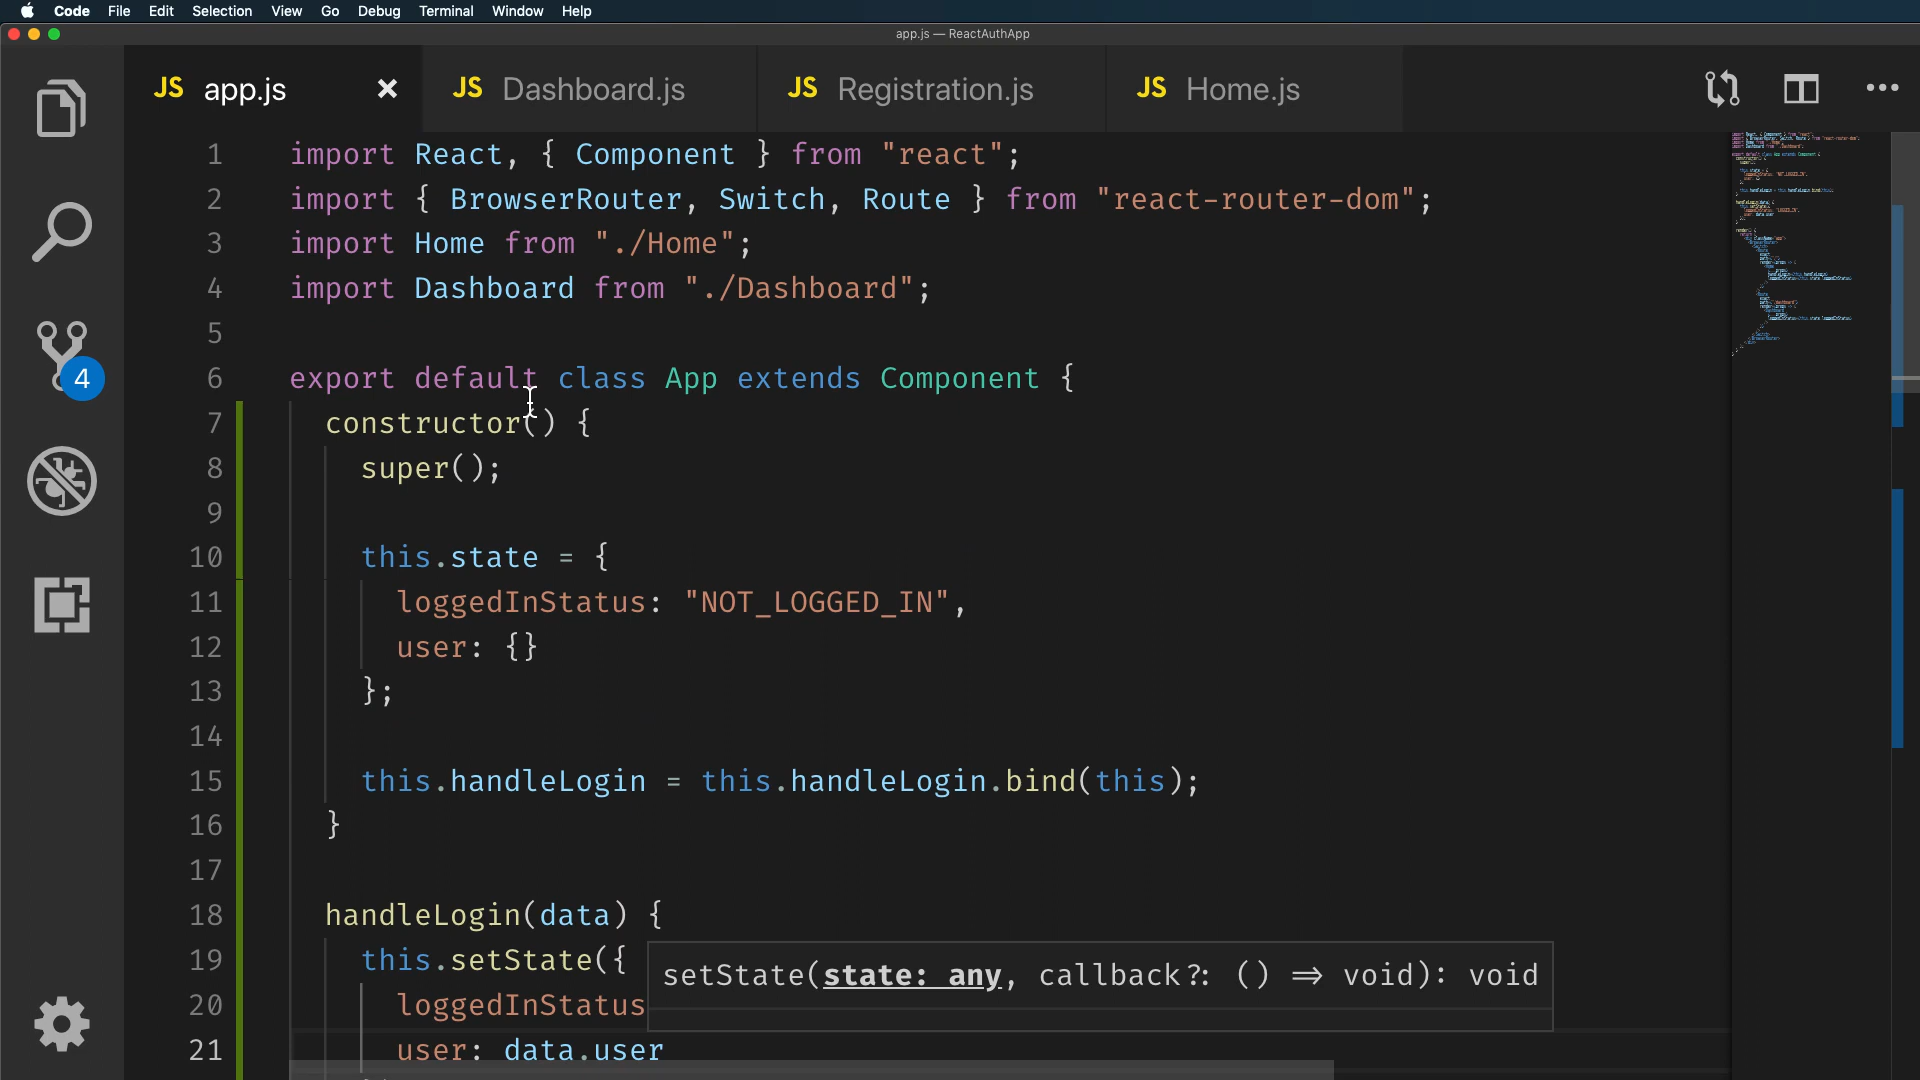 Code File Edit Selection View Go Debug Terminal Window Help
app.js — ReactAuthApp
JS app.js × JS Dashboard.js JS Registration.js JS Home.js
1 import React, { Component } from "react";
2 import { BrowserRouter, Switch, Route } from "react-router-dom";
3 import Home from "./Home";
4 import Dashboard from "./Dashboard";
5
6 export default class App extends Component {
7 constructor() {
8 super();
9
10 this.state = {
11 loggedInStatus: "NOT_LOGGED_IN",
12 user: {}
13 };
14
15 this.handleLogin = this.handleLogin.bind(this);
16 }
17
18 handleLogin(data) {
19 this.setState({
setState(state: any, callback?: () => void): void
20 loggedInStatus
21 user: data.user
4